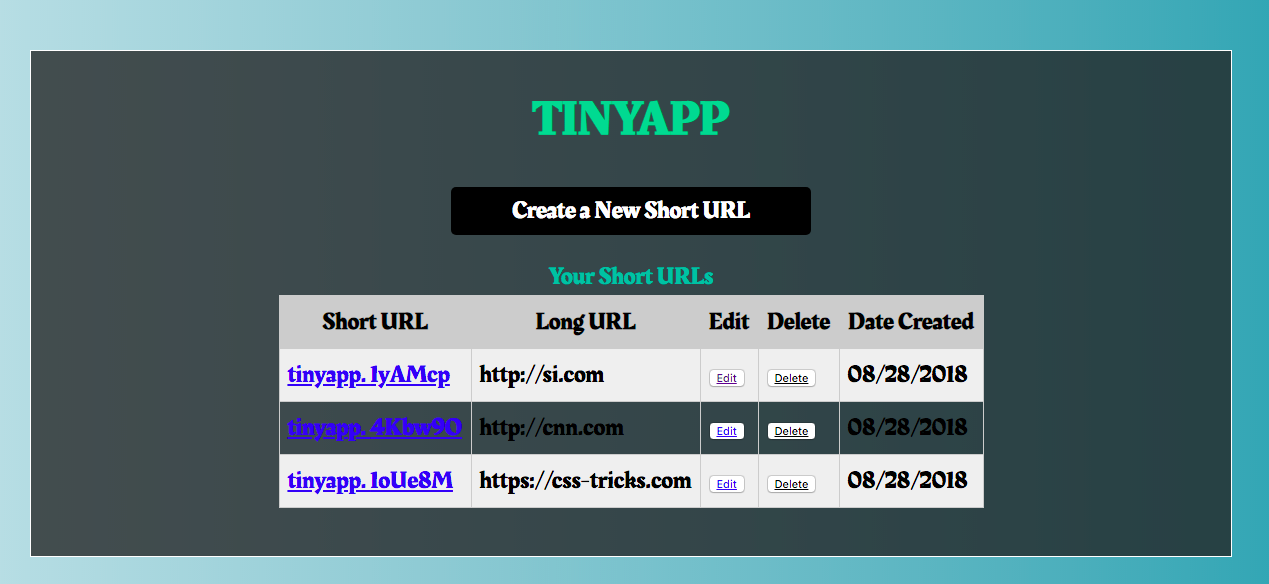 TINYAPP
Create a New Short URL
Your Short URLs
Short URL Long URL Edit Delete Date Created
tinyapp. 1yAMcp http://si.com Edit Delete 08/28/2018
tinyapp. 4Kbw9O http://cnn.com Edit Delete 08/28/2018
tinyapp. 1oUe8M https://css-tricks.com Edit Delete 08/28/2018